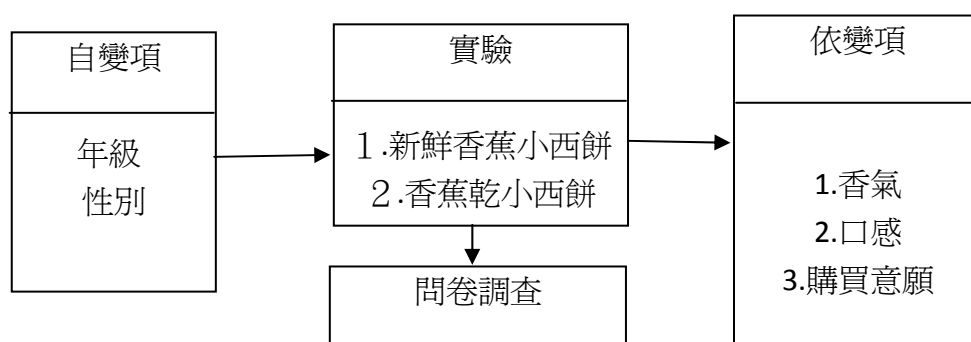 自變項
年級
性別
實驗
１.新鮮香蕉小西餅
２.香蕉乾小西餅
問卷調查
依變項
1.香氣
2.口感
3.購買意願